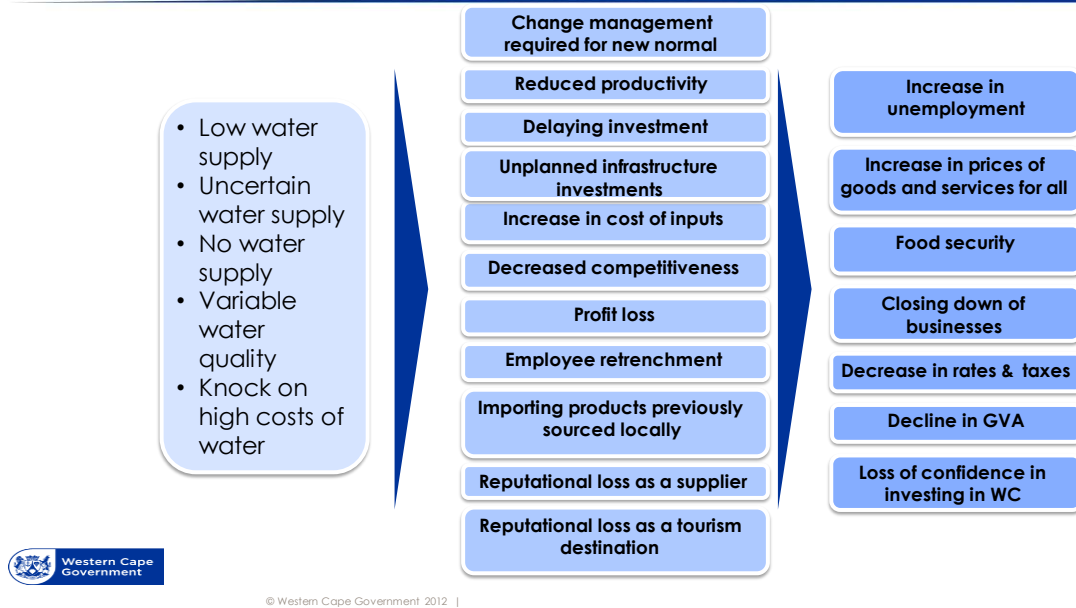 • Low water
supply
• Uncertain
water supply
• No water
supply
• Variable
water
quality
• Knock on
high costs of
water
Change management
required for new normal
Reduced productivity
Delaying investment
Unplanned infrastructure
investments
Increase in cost of inputs
Decreased competitiveness
Profit loss
Employee retrenchment
Importing products previously
sourced locally
Reputational loss as a supplier
Reputational loss as a tourism
destination
Increase in
unemployment
Increase in prices of
goods and services for all
Food security
Closing down of
businesses
Decrease in rates & taxes
Decline in GVA
Loss of confidence in
investing in WC
Western Cape
Government
© Western Cape Government 2012 |